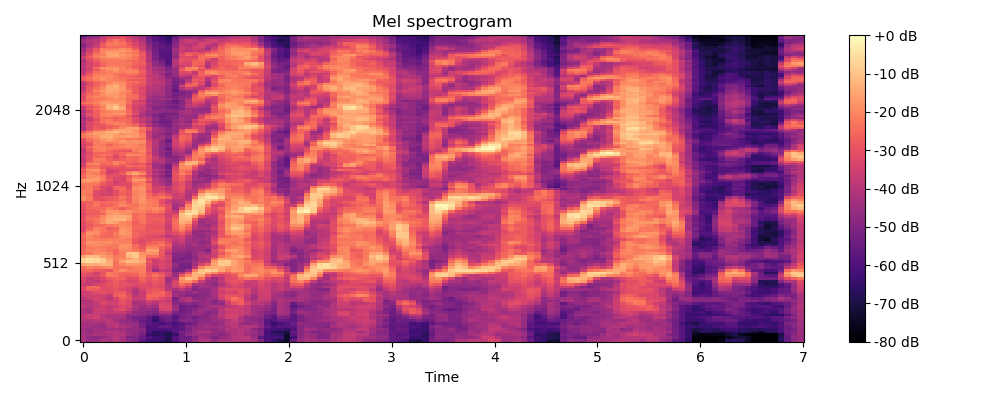 Mel spectrogram
Hz
2048
1024
512
0
0 1 2 3 4 5 6 7
Time
+0 dB
-10 dB
-20 dB
-30 dB
-40 dB
-50 dB
-60 dB
-70 dB
-80 dB